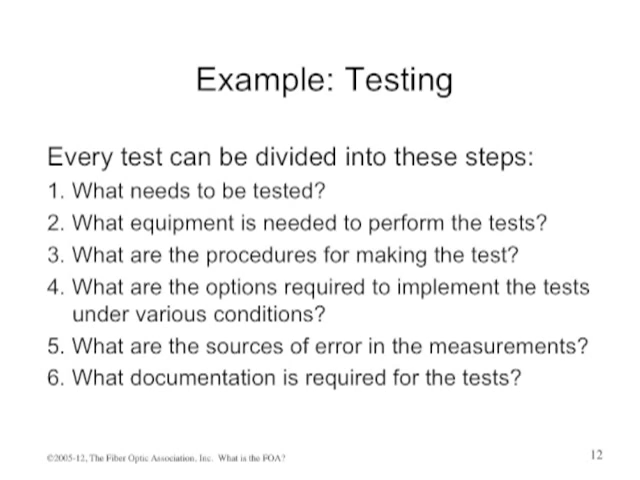 Example: Testing
Every test can be divided into these steps:
1. What needs to be tested?
2. What equipment is needed to perform the tests?
3. What are the procedures for making the test?
4. What are the options required to implement the tests
under various conditions?
5. What are the sources of error in the measurements?
6. What documentation is required for the tests?
©2005-12, The Fiber Optic Association, Inc. What is the FOA?
12